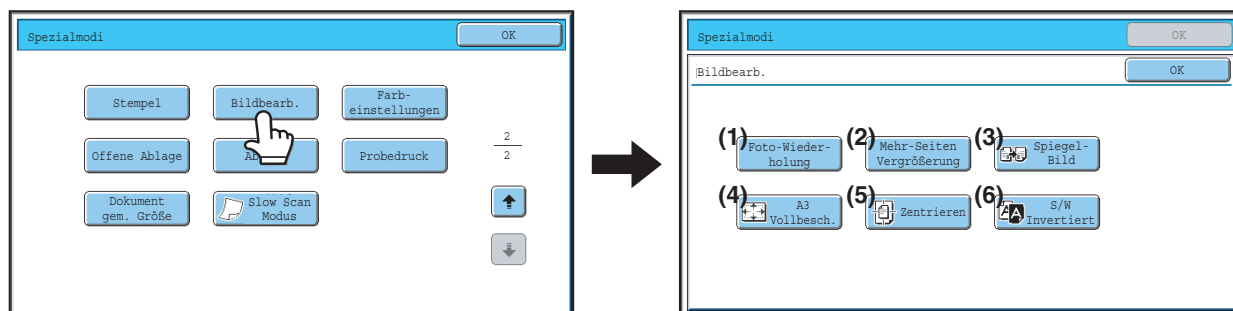 Spezialmodi
OK
Stempel
Bildbearb.
Farb-
einstellungen
Offene Ablage
Probedruck
2
2
Dokument
gem. Größe
Slow Scan
Modus
Spezialmodi
OK
Bildbearb.
OK
(1)
Foto-Wieder-
holung
(2)
Mehr-Seiten
Vergrößerung
(3)
Spiegel-
Bild
(4)
A3
Vollbesch.
(5)
Zentrieren
(6)
A A
S/W
Invertiert